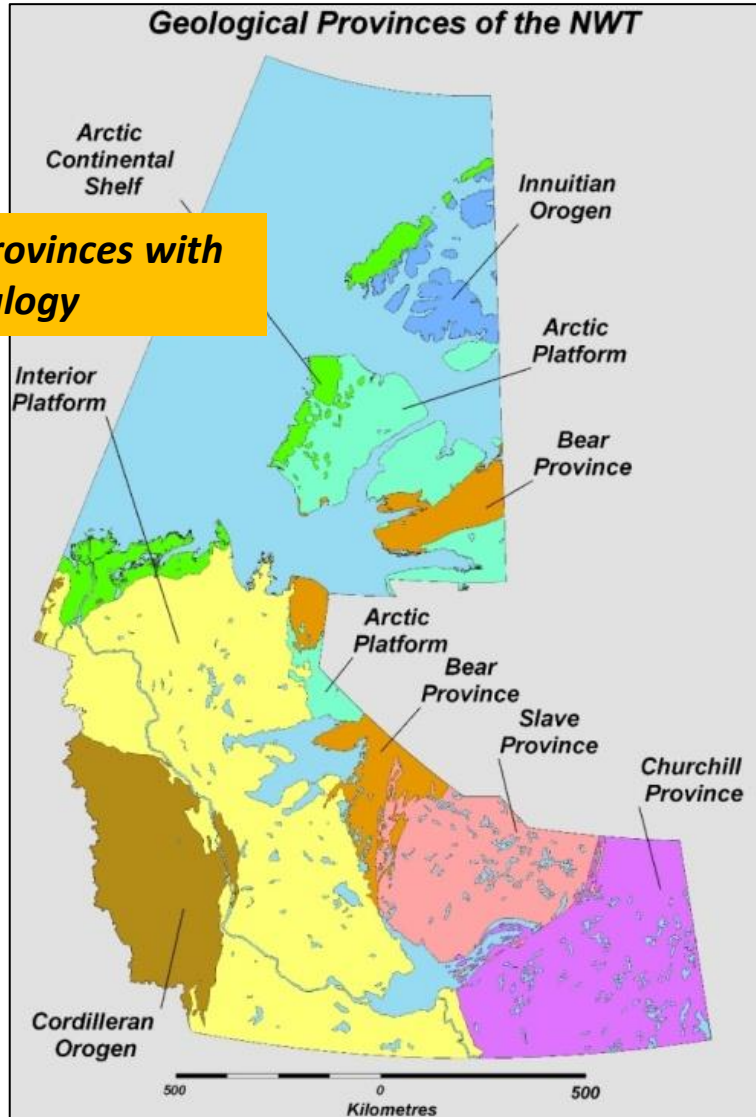 Geological Provinces of the NWT
Arctic
Continental
Shelf
Innuitian
Orogen
rovinces with
Arctic
Platform
Interior
Platform
Bear
Province
Arctic
Platform
Bear
Province
Slave
Province
Churchill
Province
Cordilleran
Orogen
500 0 500
Kilometres